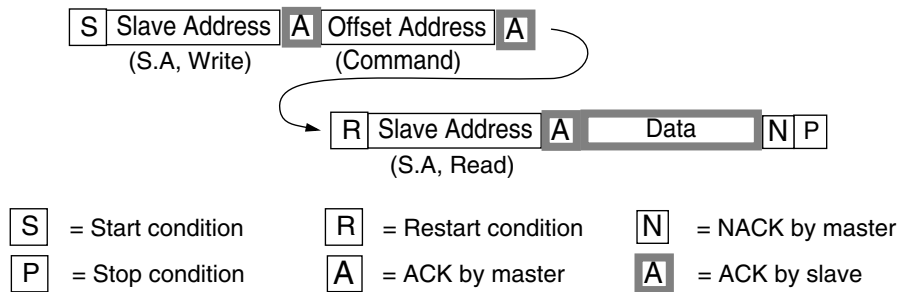 S Slave Address A Offset Address A
(S.A, Write) (Command)
R Slave Address A Data N P
(S.A, Read)
S = Start condition R = Restart condition N = NACK by master
P = Stop condition A = ACK by master A = ACK by slave